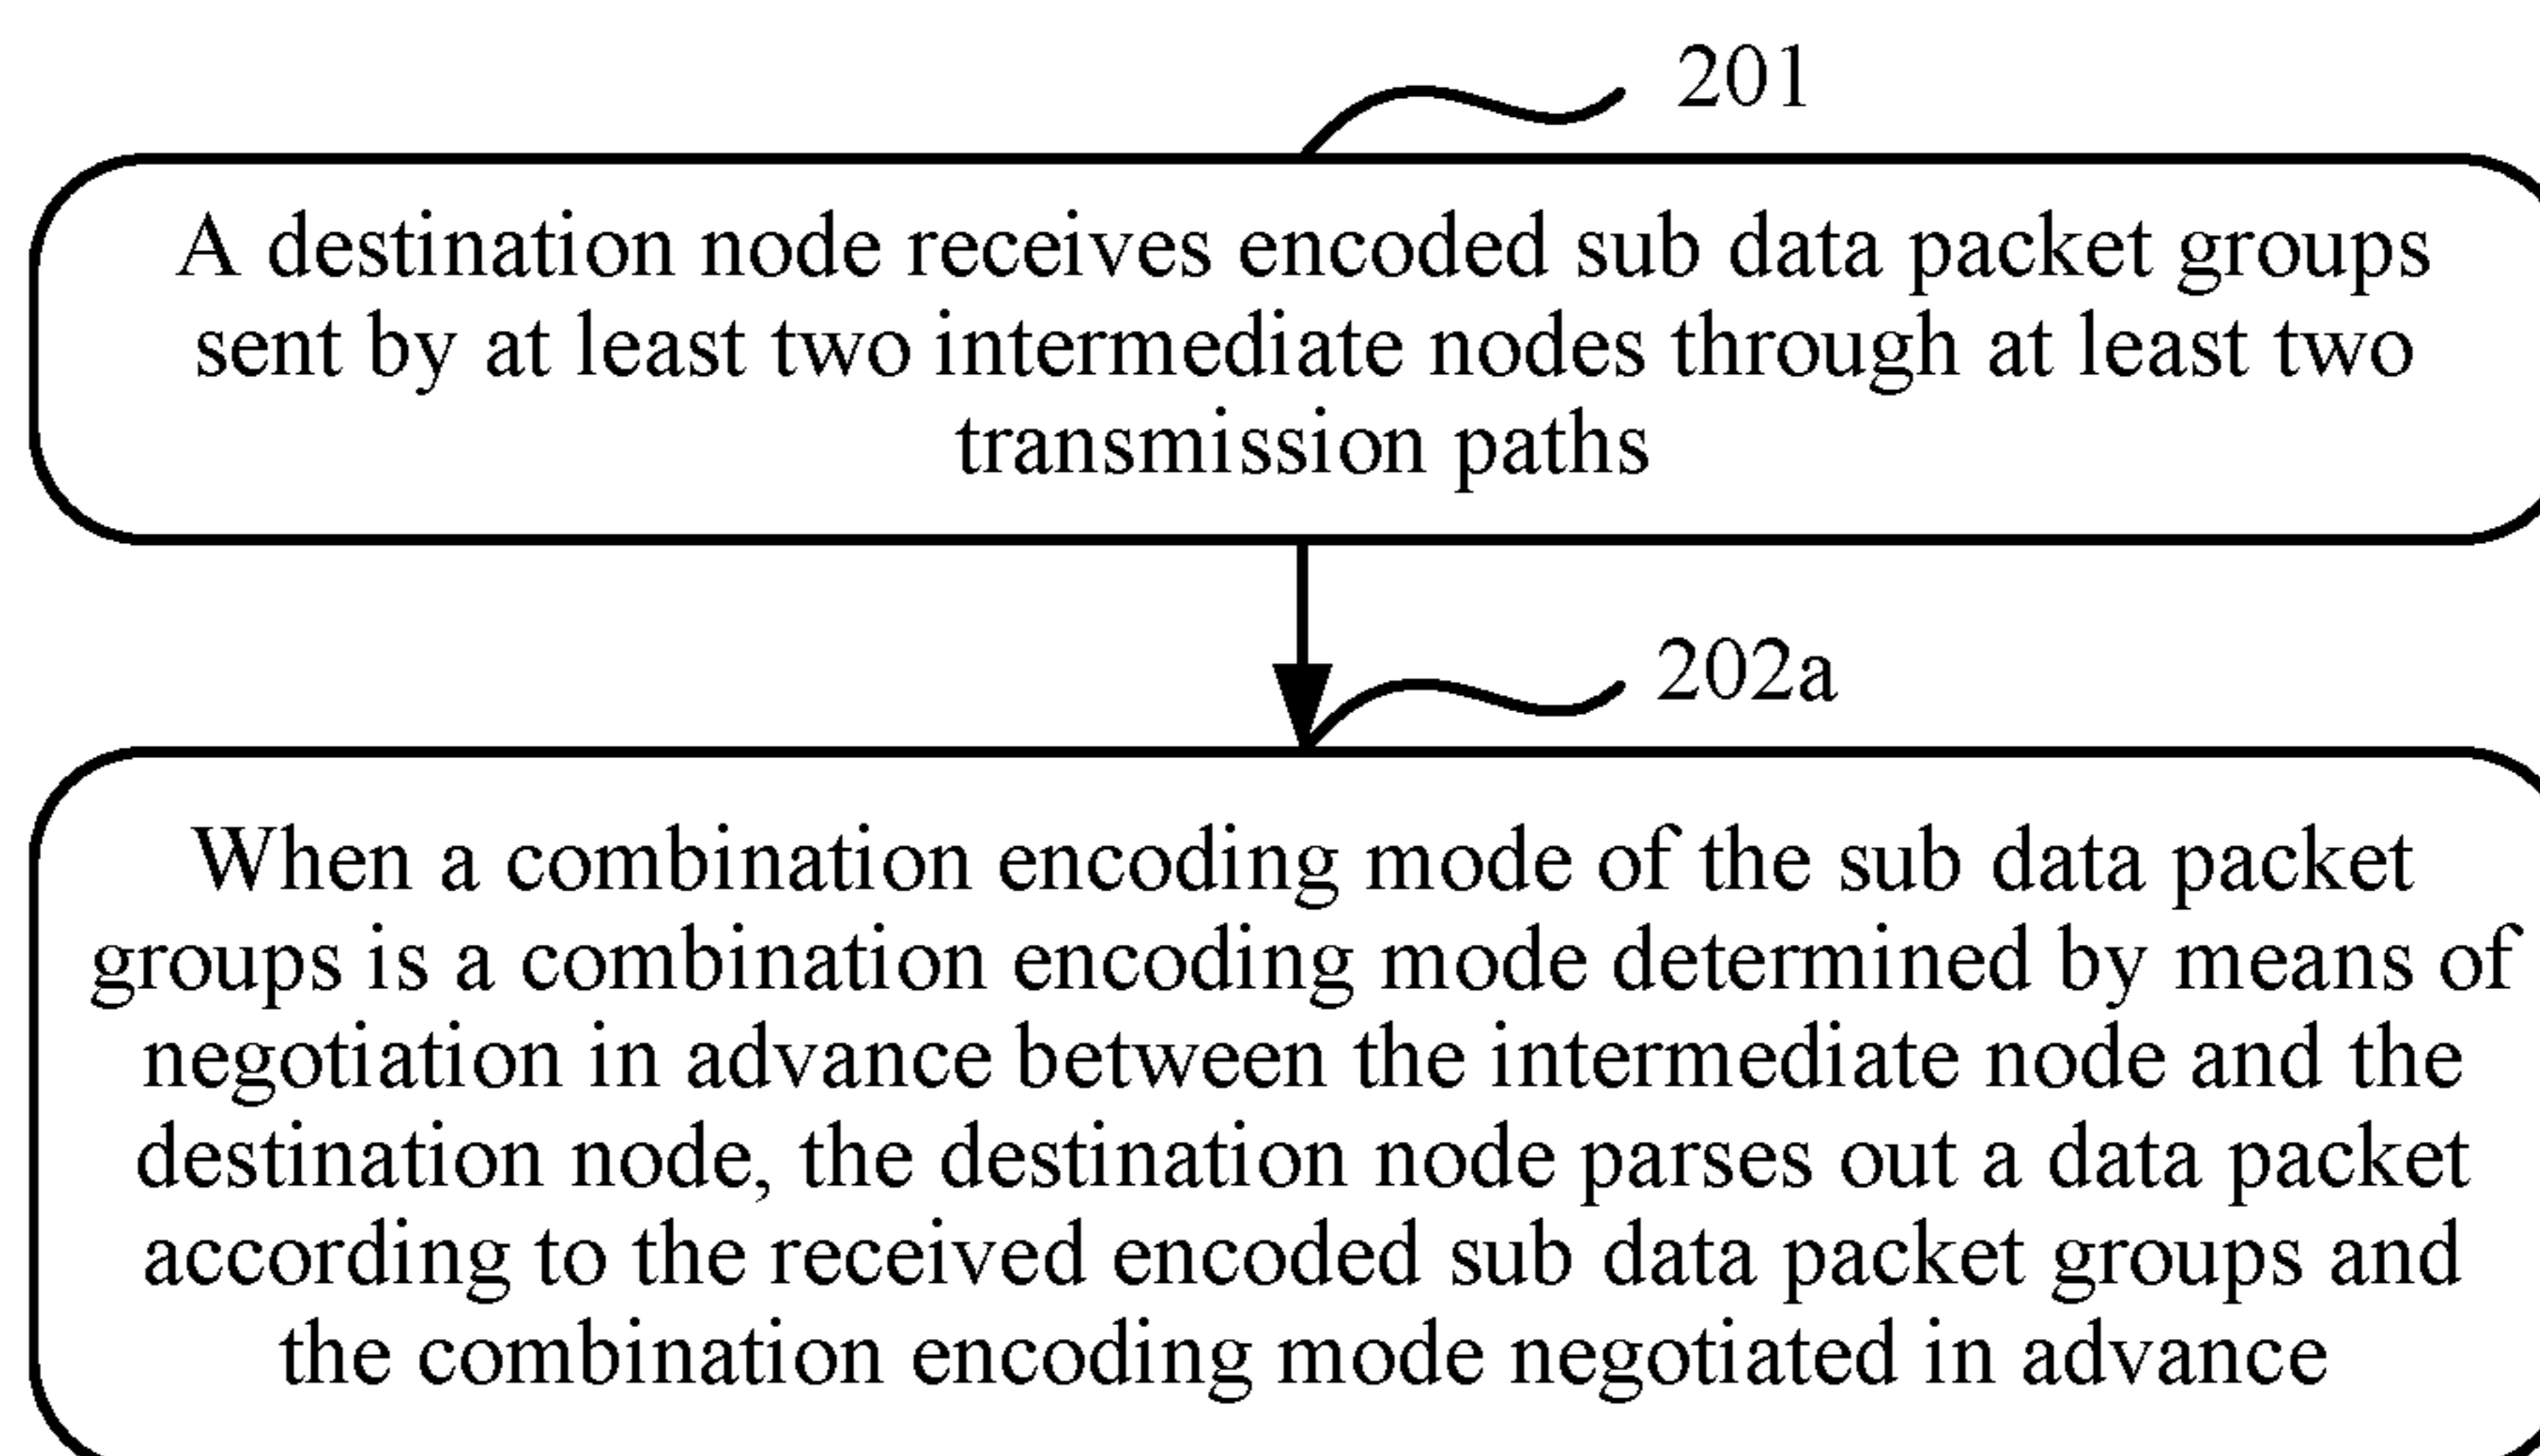 201
A destination node receives encoded sub data packet groups
sent by at least two intermediate nodes through at least two
transmission paths
202a
When a combination encoding mode of the sub data packet
groups is a combination encoding mode determined by means of
negotiation in advance between the intermediate node and the
destination node, the destination node parses out a data packet
according to the received encoded sub data packet groups and
the combination encoding mode negotiated in advance